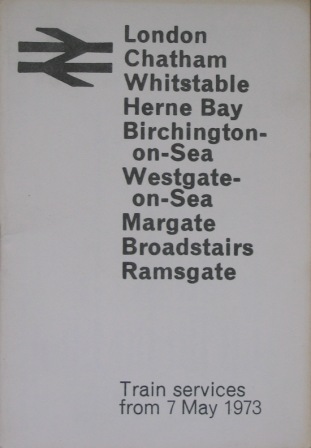 London
Chatham
Whitstable
Herne Bay
Birchington-
on-Sea
Westgate-
on-Sea
Margate
Broadstairs
Ramsgate
Train services
from 7 May 1973